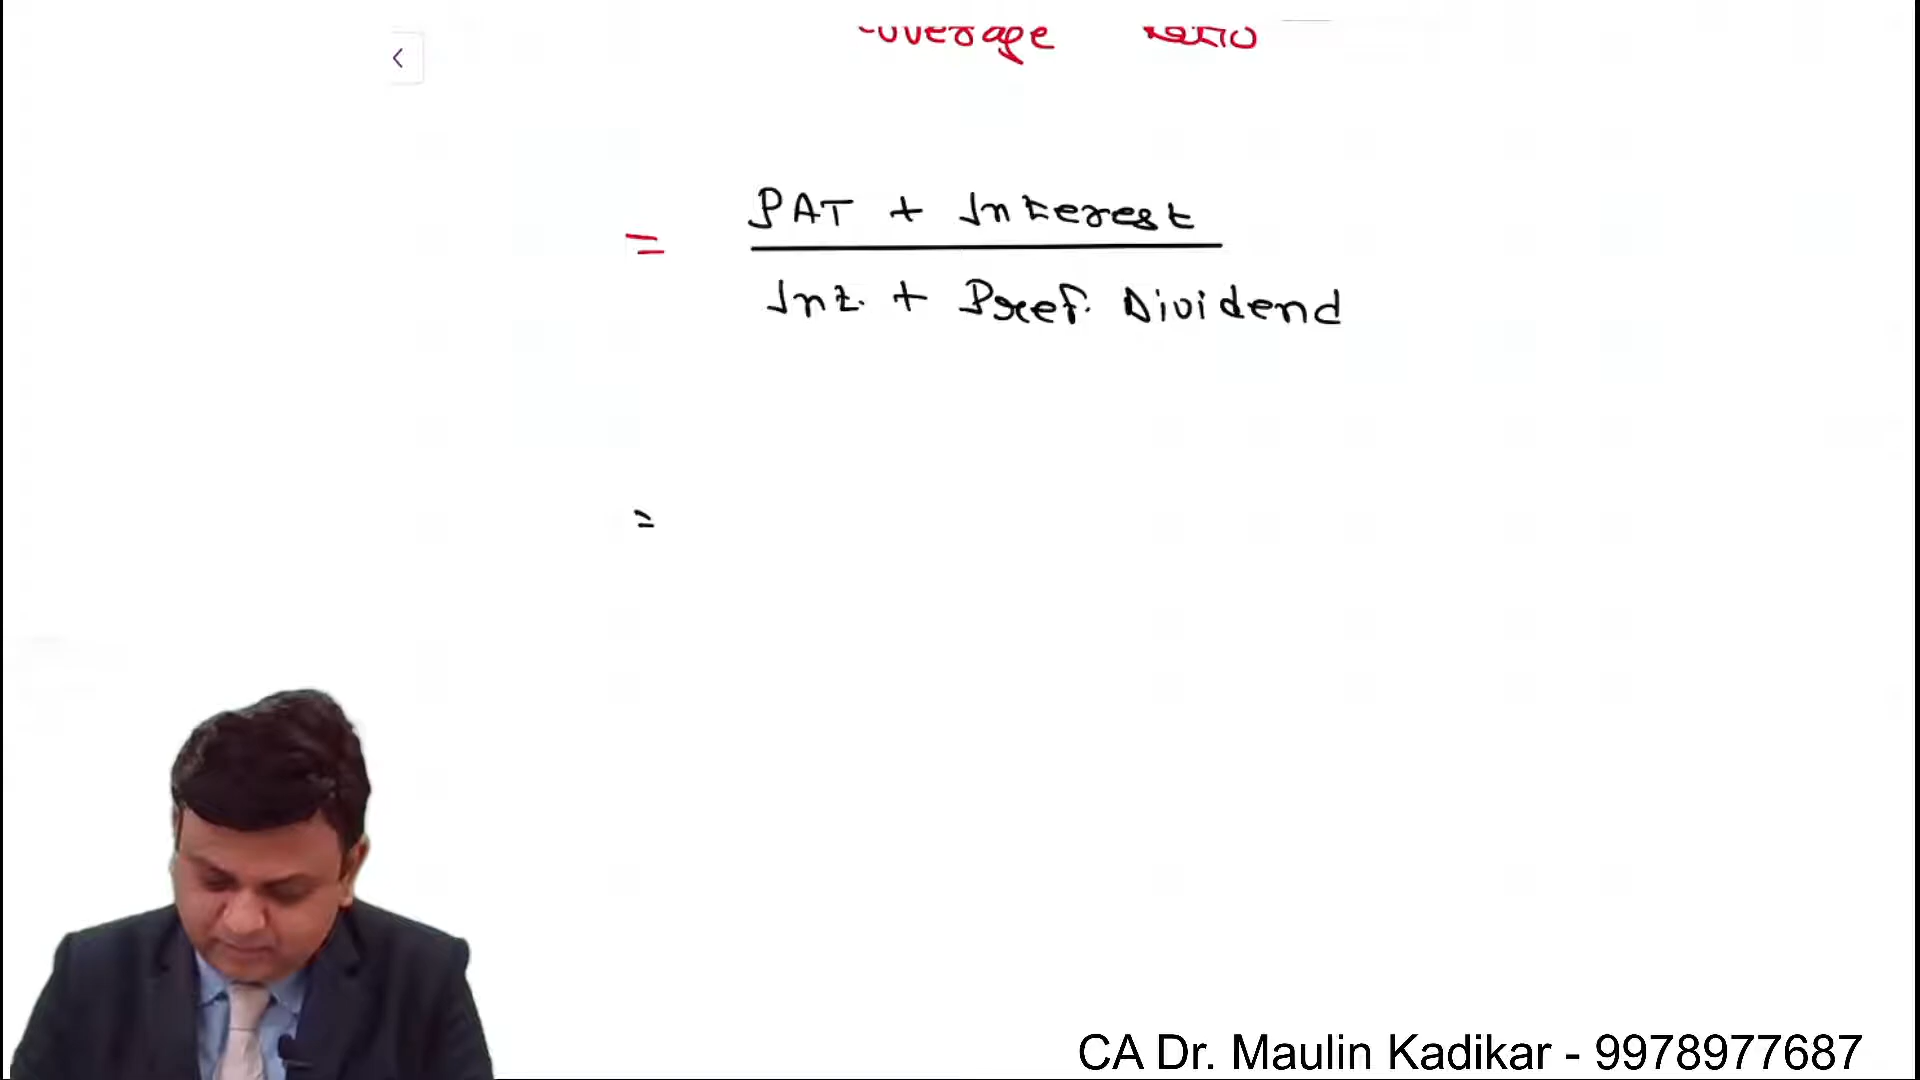 coverage ratio
= PAT + Interest
Int. + Pref. Dividend
=
CA Dr. Maulin Kadikar - 9978977687